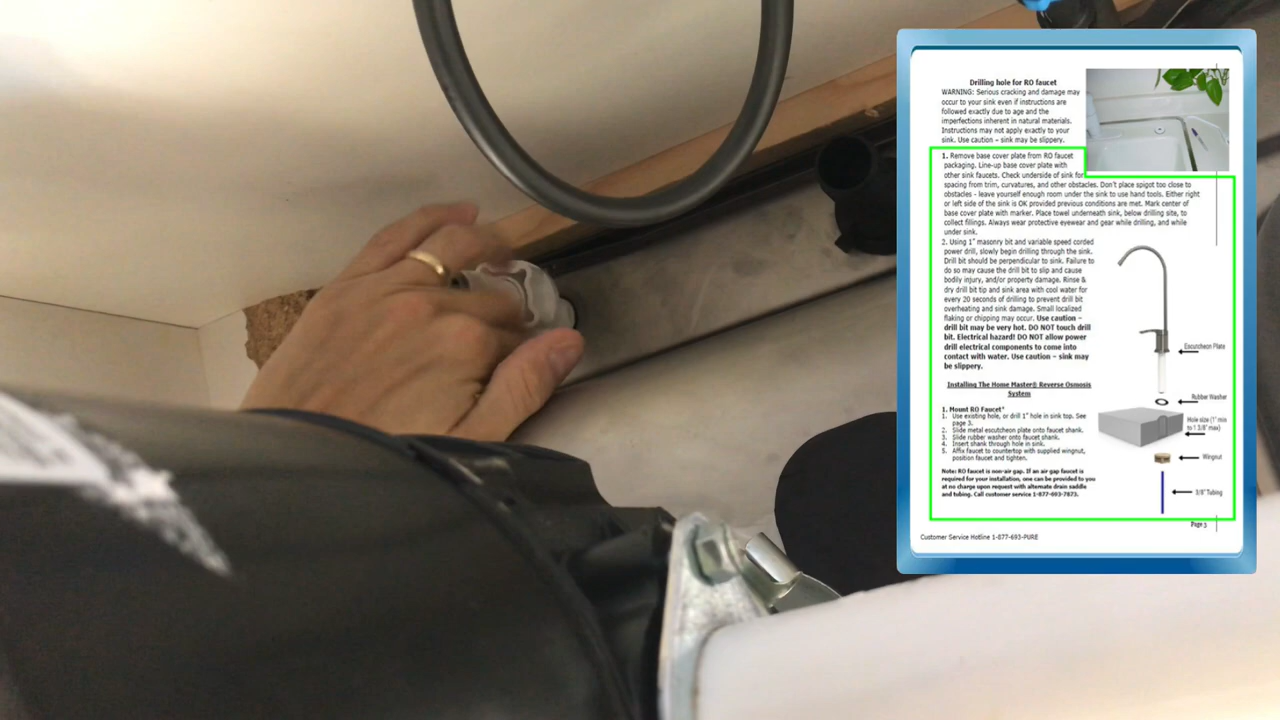 Drilling hole for RO faucet
WARNING: Serious cracking and damage may
occur to your sink even if instructions are
followed exactly due to age and the
imperfections inherent in natural materials.
Instructions may not apply exactly to your
sink. Use caution – sink may be slippery.
1. Remove base cover plate from RO faucet
packaging. Line-up base cover plate with
other sink faucets. Check underside of sink for
spacing from trim, curvatures, and other obstacles. Don't place spigot too close to
obstacles - leave yourself enough room under the sink to use hand tools. Either right
or left side of the sink is OK provided previous conditions are met. Mark center of
base cover plate with marker. Place towel underneath sink, below drilling site, to
collect fillings. Always wear protective eyewear and gear while drilling, and while
under sink.
2. Using 1" masonry bit and variable speed corded
power drill, slowly begin drilling through the sink.
Drill bit should be perpendicular to sink. Failure to
do so may cause the drill bit to slip and cause
bodily injury, and/or property damage. Rinse &
dry drill bit tip and sink area with cool water for
every 20 seconds of drilling to prevent drill bit
overheating and sink damage. Small localized
flaking or chipping may occur. Use caution –
drill bit may be very hot. DO NOT touch drill
bit. Electrical hazard! DO NOT allow power
drill electrical components to come into
contact with water. Use caution – sink may
be slippery.
Escutcheon Plate
Rubber Washer
Hole size (1" min
to 1 3/8" max)
Wingnut
3/8" Tubing
Installing The Home Master® Reverse Osmosis
System
1. Mount RO Faucet*
1. Use existing hole, or drill 1" hole in sink top. See
page 3.
2. Slide metal escutcheon plate onto faucet shank.
3. Slide rubber washer onto faucet shank.
4. Insert shank through hole in sink.
5. Affix faucet to countertop with supplied wingnut,
position faucet and tighten.
Note: RO faucet is non-air gap. If an air gap faucet is
required for your installation, one can be provided to you
at no charge upon request with alternate drain saddle
and tubing. Call customer service 1-877-693-7873.
Page 3
Customer Service Hotline 1-877-693-PURE